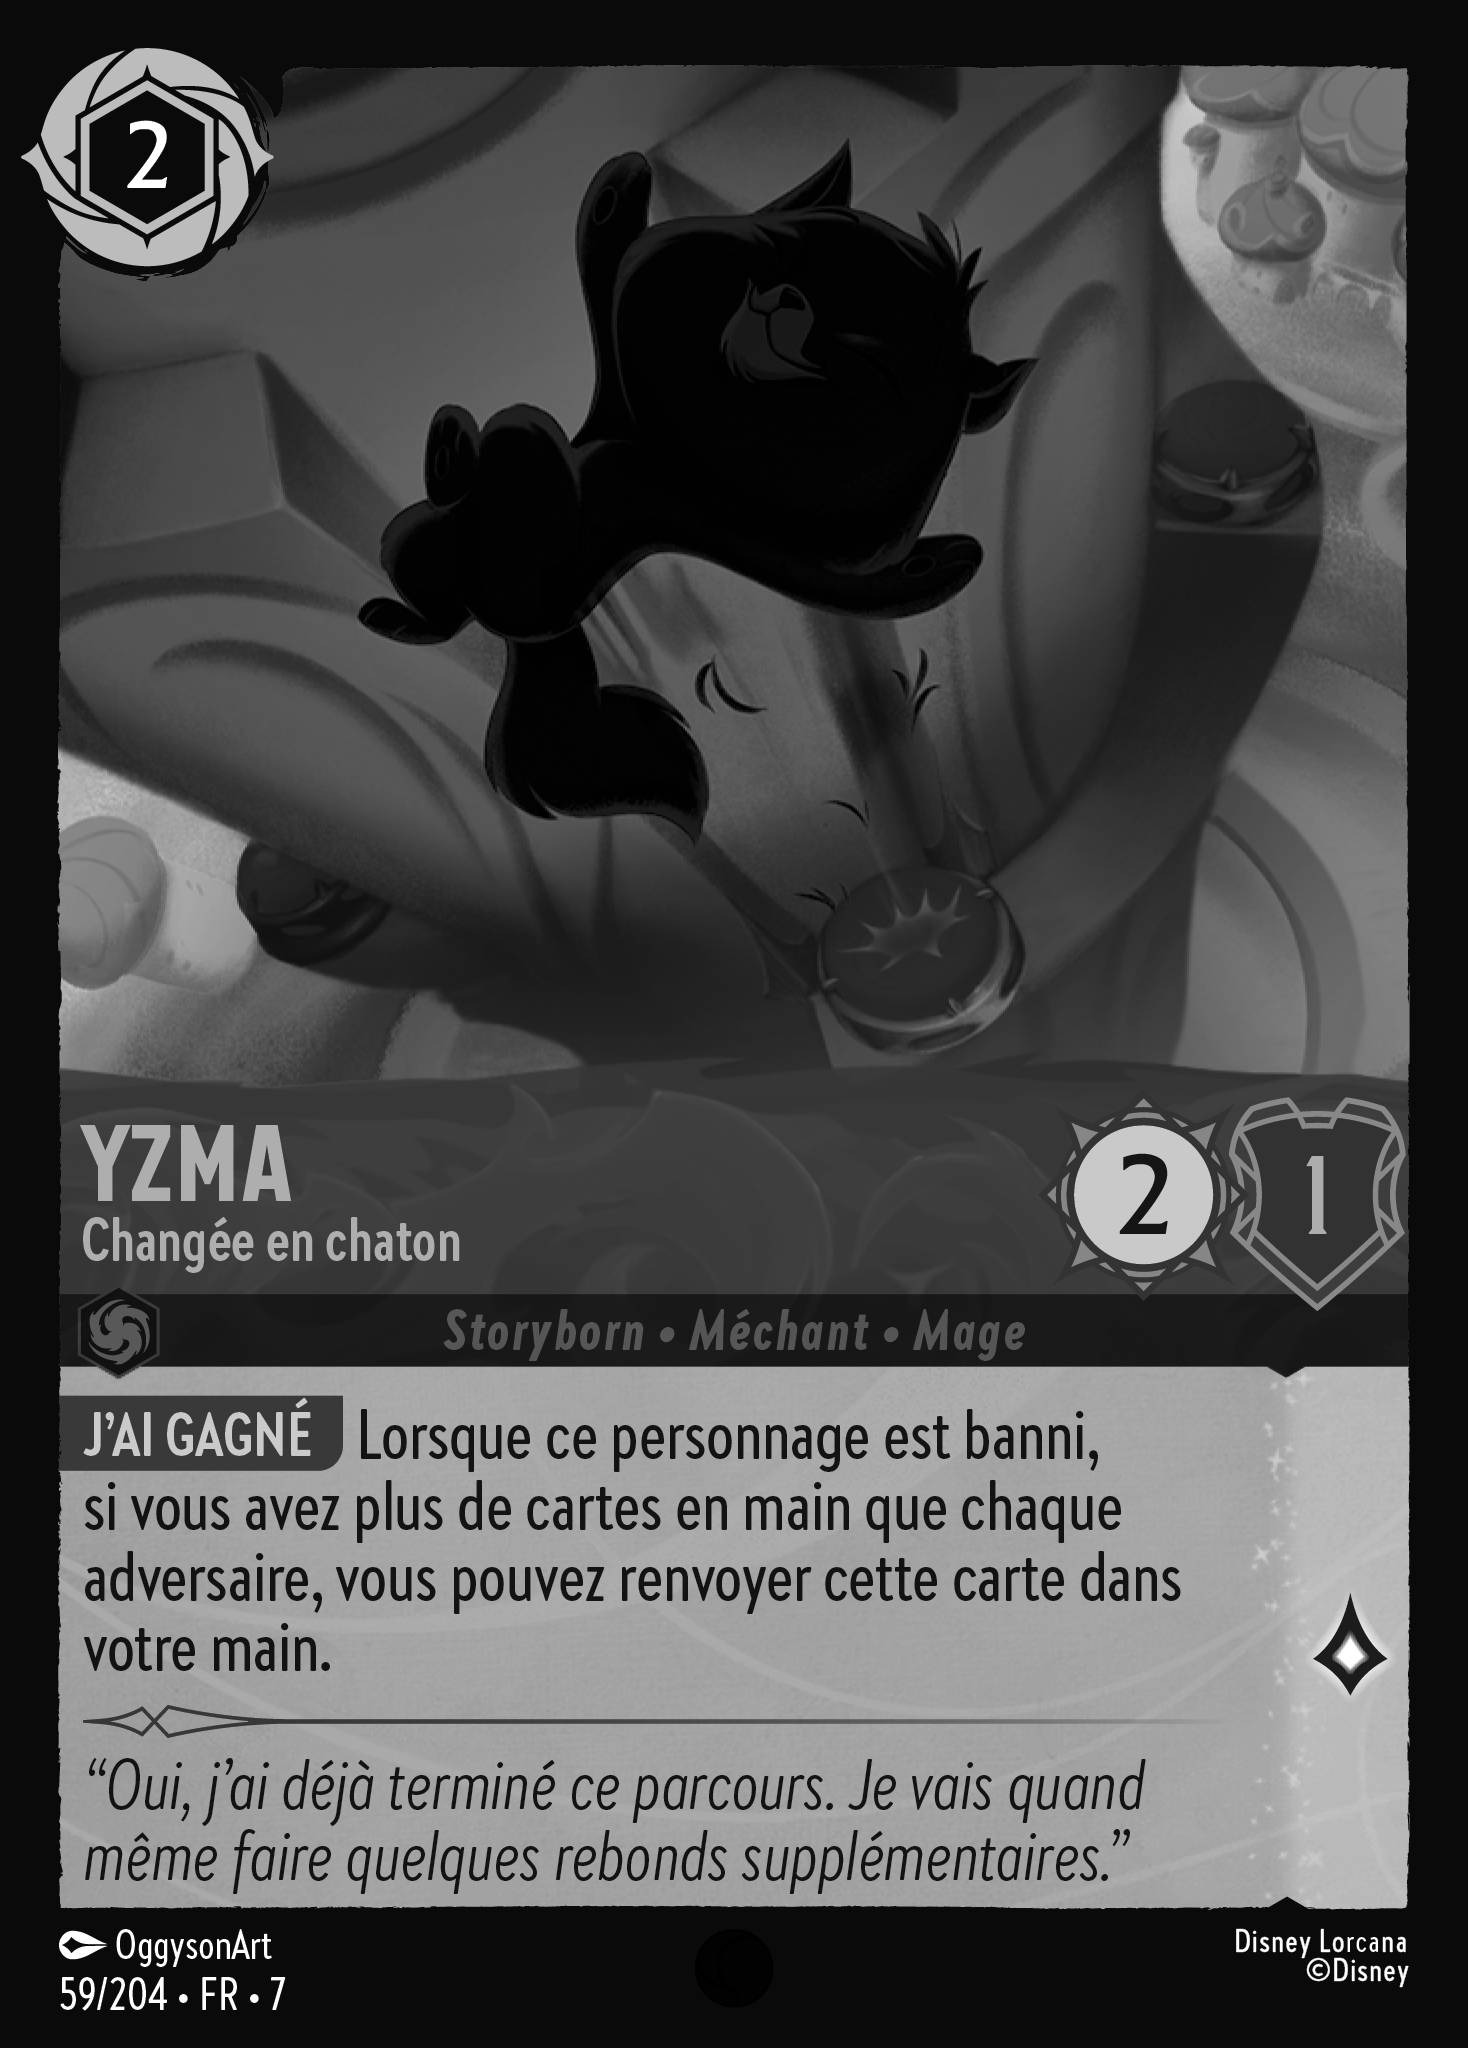 2
YZMA
Changée en chaton
2
1
Storyborn • Méchant • Mage
J’AI GAGNÉ Lorsque ce personnage est banni,
si vous avez plus de cartes en main que chaque
adversaire, vous pouvez renvoyer cette carte dans
votre main.
“Oui, j’ai déjà terminé ce parcours. Je vais quand
même faire quelques rebonds supplémentaires.”
OggysonArt
59/204 • FR • 7
Disney Lorcana
©Disney